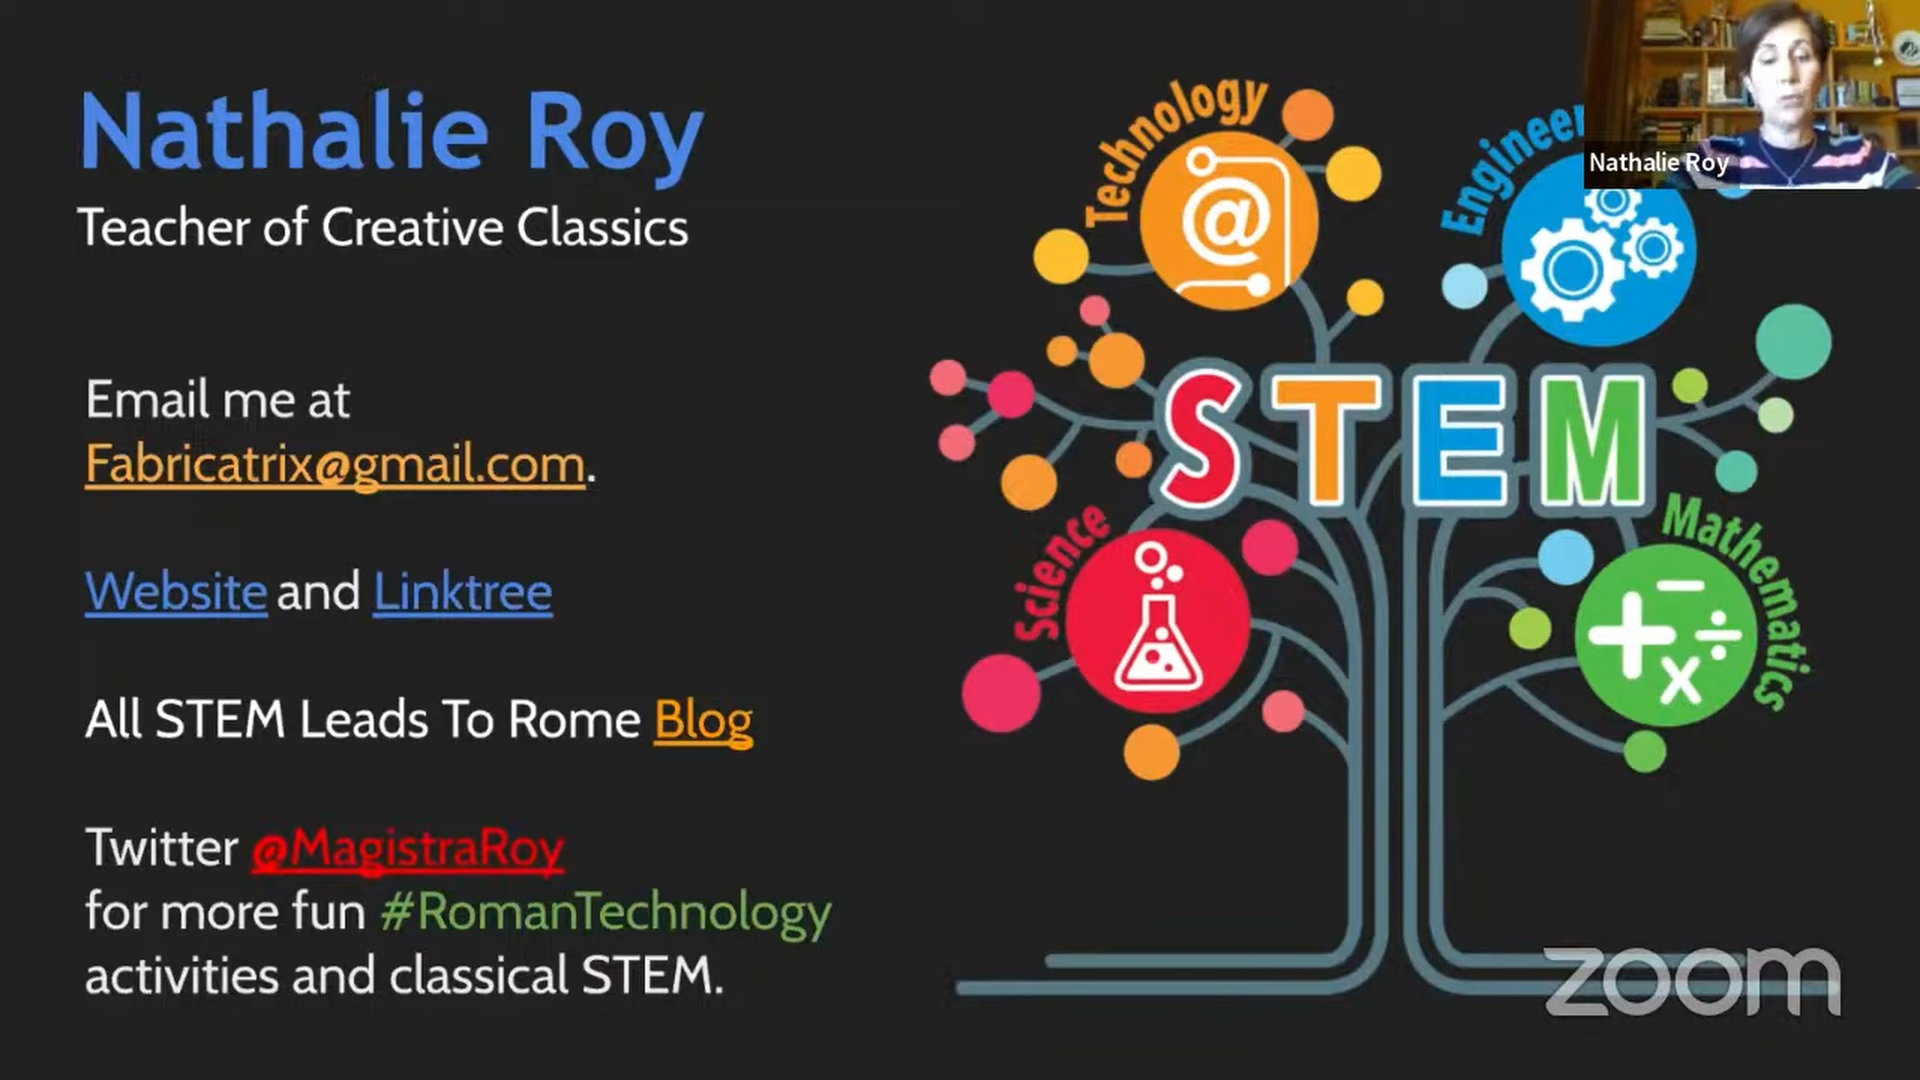 Nathalie Roy
Teacher of Creative Classics
Email me at
Fabricatrix@gmail.com.
Website and Linktree
All STEM Leads To Rome Blog
Twitter @MagistraRoy
for more fun #RomanTechnology
activities and classical STEM.
Technology
@
Engineer
Nathalie Roy
STEM
Science
Mathematics
zoom